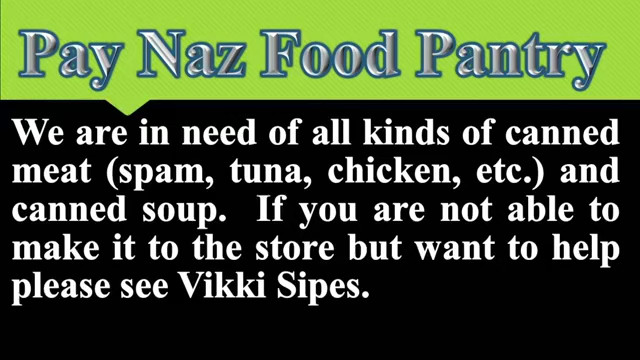 Pay Naz Food Pantry
We are in need of all kinds of canned
meat (spam, tuna, chicken, etc.) and
canned soup. If you are not able to
make it to the store but want to help
please see Vikki Sipes.